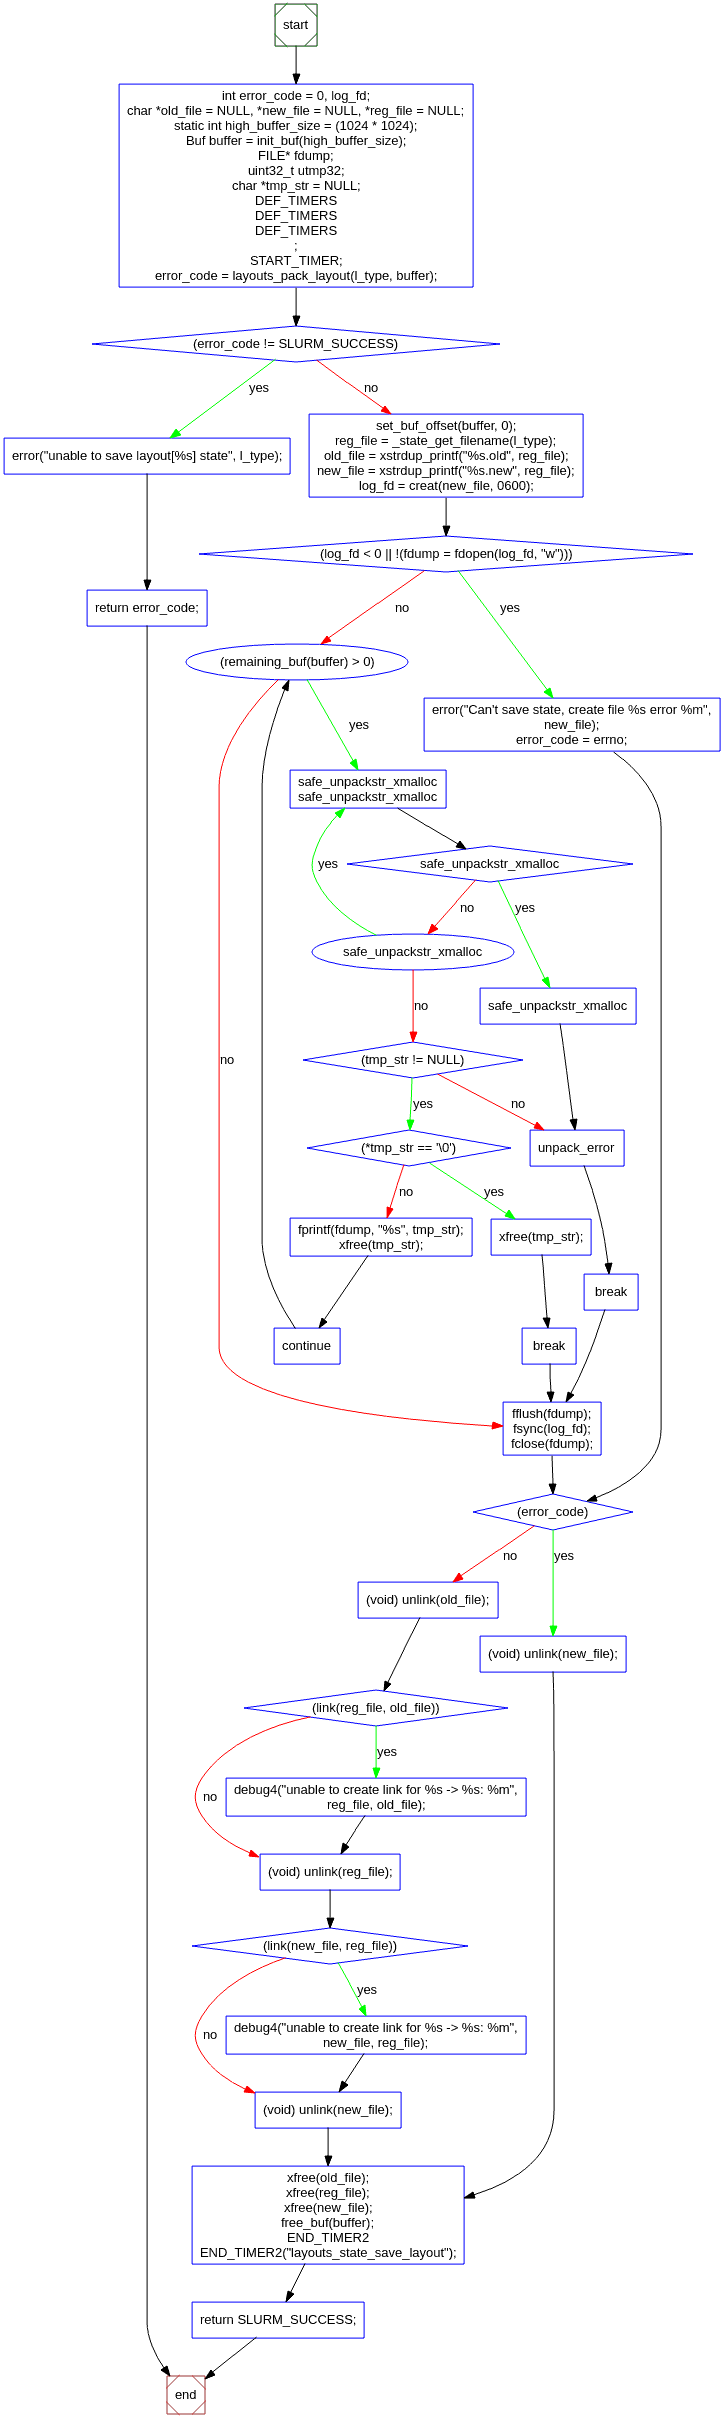 start
int error_code = 0, log_fd;
char *old_file = NULL, *new_file = NULL, *reg_file = NULL;
static int high_buffer_size = (1024 * 1024);
Buf buffer = init_buf(high_buffer_size);
FILE* fdump;
uint32_t utmp32;
char *tmp_str = NULL;
DEF_TIMERS
DEF_TIMERS
DEF_TIMERS
;
START_TIMER;
error_code = layouts_pack_layout(l_type, buffer);
(error_code != SLURM_SUCCESS)
yes
no
error("unable to save layout[%s] state", l_type);
set_buf_offset(buffer, 0);
reg_file = _state_get_filename(l_type);
old_file = xstrdup_printf("%s.old", reg_file);
new_file = xstrdup_printf("%s.new", reg_file);
log_fd = creat(new_file, 0600);
(log_fd < 0 || !(fdump = fdopen(log_fd, "w")))
return error_code;
no
yes
(remaining_buf(buffer) > 0)
error("Can't save state, create file %s error %m",
new_file);
error_code = errno;
yes
safe_unpackstr_xmalloc
safe_unpackstr_xmalloc
yes
safe_unpackstr_xmalloc
no
yes
safe_unpackstr_xmalloc
safe_unpackstr_xmalloc
no
no
(tmp_str != NULL)
yes
no
(*tmp_str == '\0')
unpack_error
no
yes
fprintf(fdump, "%s", tmp_str);
xfree(tmp_str);
xfree(tmp_str);
break
continue
break
fflush(fdump);
fsync(log_fd);
fclose(fdump);
(error_code)
no
yes
(void) unlink(old_file);
(void) unlink(new_file);
(link(reg_file, old_file))
yes
no
debug4("unable to create link for %s -> %s: %m",
reg_file, old_file);
(void) unlink(reg_file);
(link(new_file, reg_file))
yes
no
debug4("unable to create link for %s -> %s: %m",
new_file, reg_file);
(void) unlink(new_file);
xfree(old_file);
xfree(reg_file);
xfree(new_file);
free_buf(buffer);
END_TIMER2
END_TIMER2("layouts_state_save_layout");
return SLURM_SUCCESS;
end